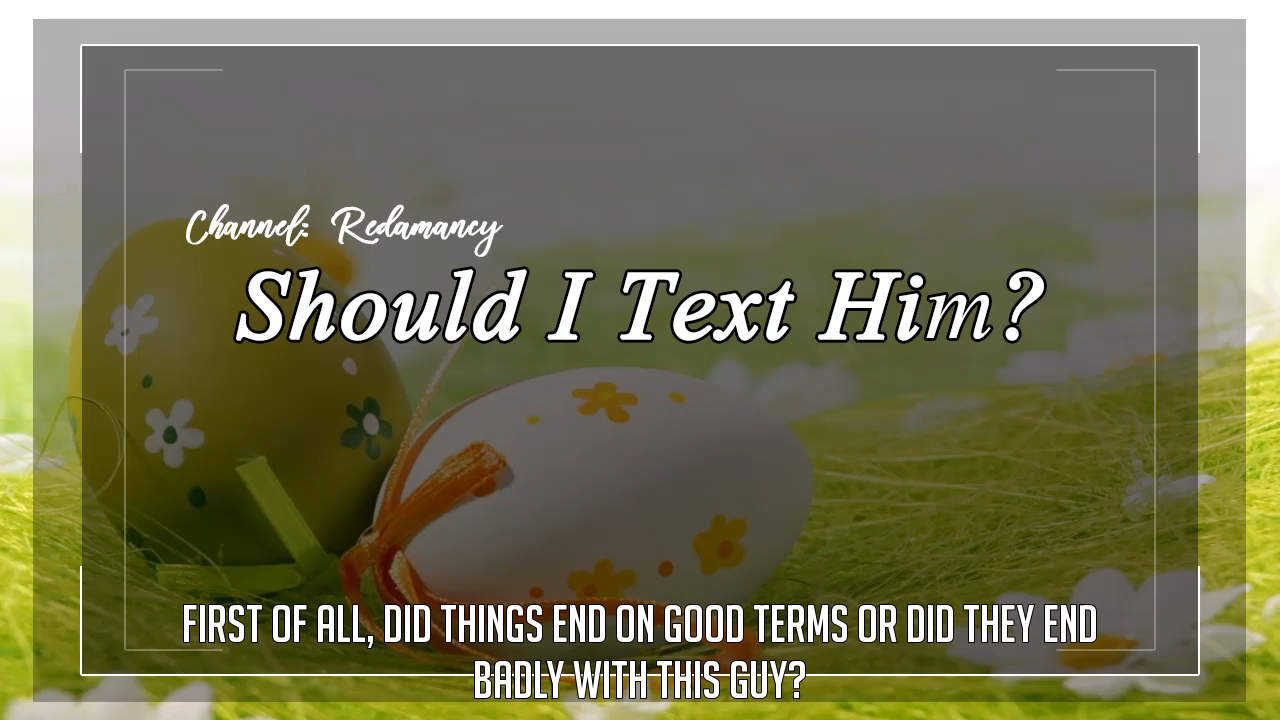 Channel: Redamancy
Should I Text Him?
FIRST OF ALL, DID THINGS END ON GOOD TERMS OR DID THEY END
BADLY WITH THIS GUY?